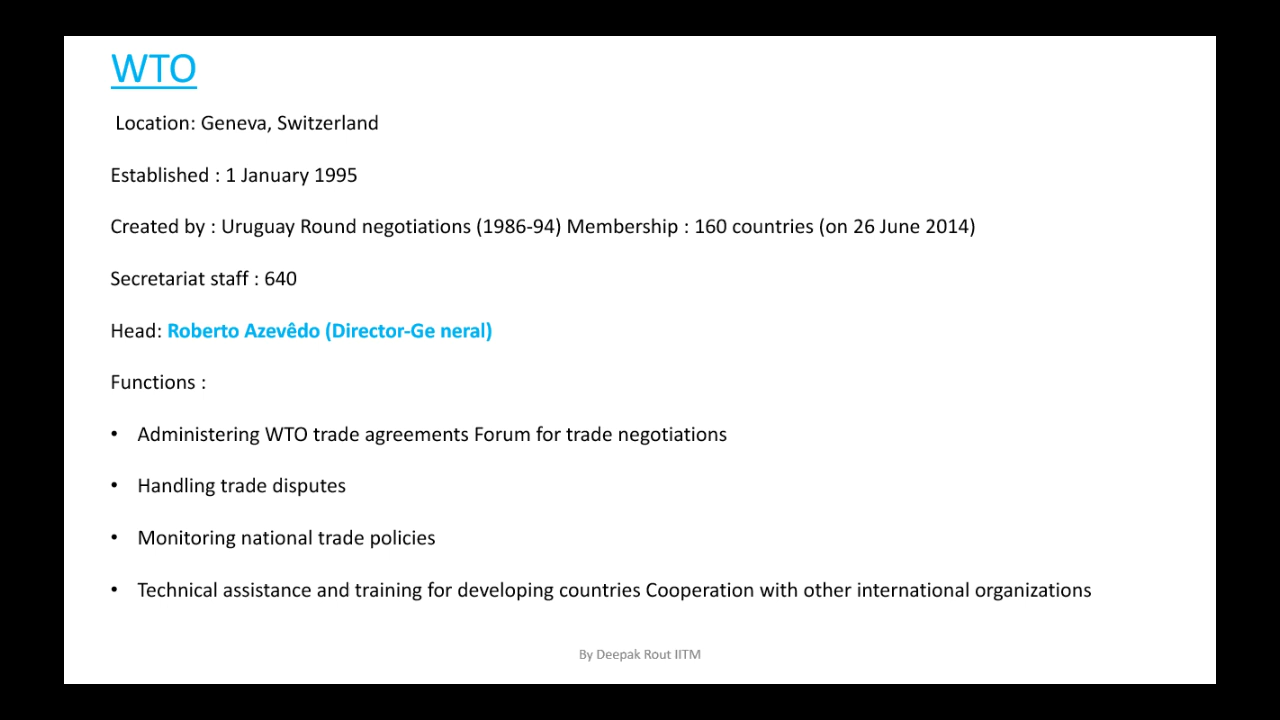 WTO
Location: Geneva, Switzerland
Established : 1 January 1995
Created by : Uruguay Round negotiations (1986-94) Membership : 160 countries (on 26 June 2014)
Secretariat staff : 640
Head: Roberto Azevêdo (Director-Ge neral)
Functions :
• Administering WTO trade agreements Forum for trade negotiations
• Handling trade disputes
• Monitoring national trade policies
• Technical assistance and training for developing countries Cooperation with other international organizations
By Deepak Rout IITM